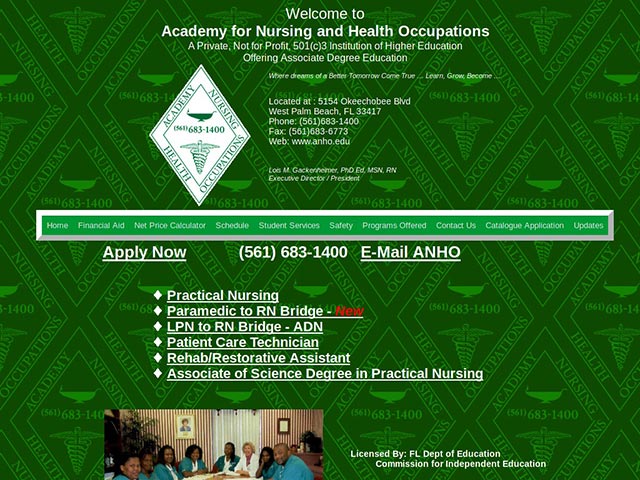 Welcome to
Academy for Nursing and Health Occupations
A Private, Not for Profit, 501(c)3 Institution of Higher Education
Offering Associate Degree Education
Where dreams of a Better Tomorrow Come True ... Learn, Grow, Become ...
ACADEMY NURSING
(561)683-1400
HEALTH OCCUPATIONS
Located at : 5154 Okeechobee Blvd
West Palm Beach, FL 33417
Phone: (561)683-1400
Fax: (561)683-6773
Web: www.anho.edu
Lois M. Gackenheimer, PhD.Ed, MSN, RN
Executive Director / President
Home Financial Aid Net Price Calculator Schedule Student Services Safety Programs Offered Contact Us Catalogue Application Updates
Apply Now (561) 683-1400 E-Mail ANHO
♦ Practical Nursing
♦ Paramedic to RN Bridge - New
♦ LPN to RN Bridge - ADN
♦ Patient Care Technician
♦ Rehab/Restorative Assistant
♦ Associate of Science Degree in Practical Nursing
Licensed By: FL Dept of Education
Commission for Independent Education